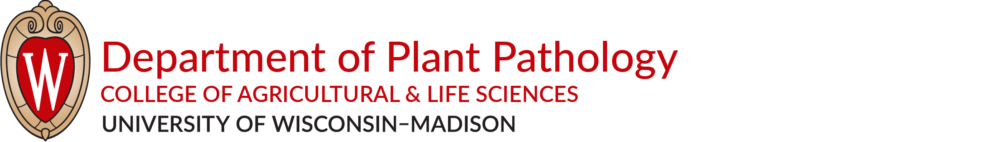 W
Department of Plant Pathology
COLLEGE OF AGRICULTURAL & LIFE SCIENCES
UNIVERSITY OF WISCONSIN–MADISON